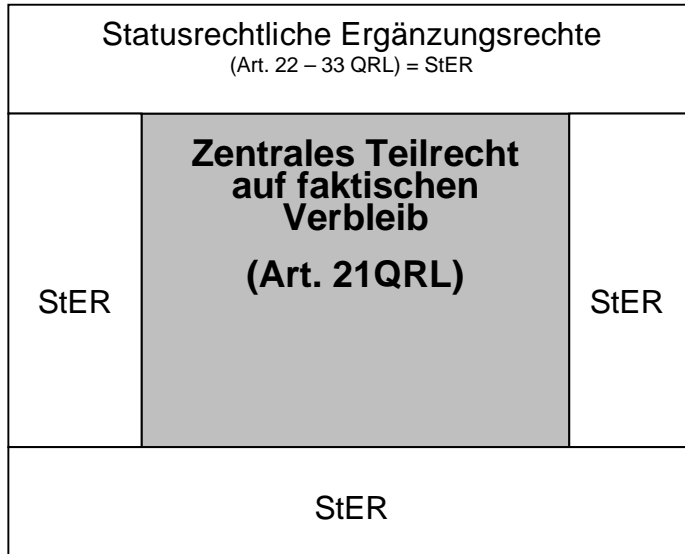 Statusrechtliche Ergänzungsrechte
(Art. 22 – 33 QRL) = StER
Zentrales Teilrecht
auf faktischen
Verbleib
(Art. 21QRL)
StER
StER
StER